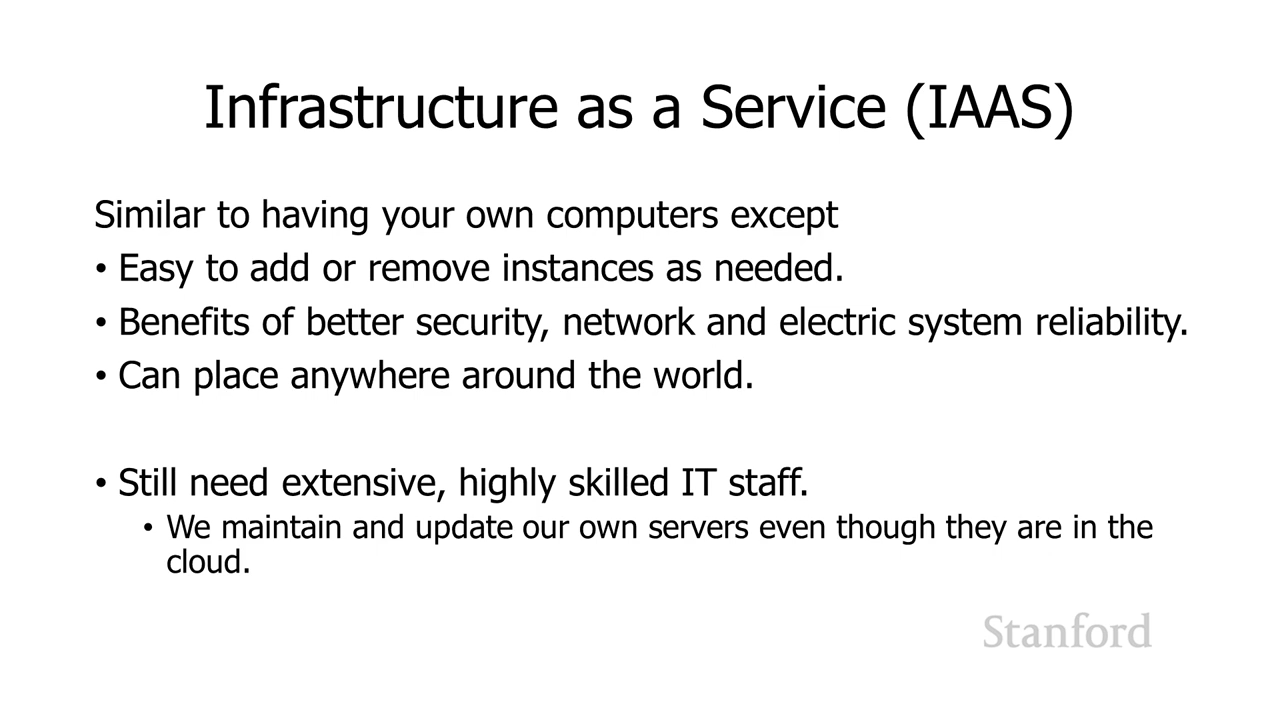 Infrastructure as a Service (IAAS)
Similar to having your own computers except
• Easy to add or remove instances as needed.
• Benefits of better security, network and electric system reliability.
• Can place anywhere around the world.
• Still need extensive, highly skilled IT staff.
• We maintain and update our own servers even though they are in the
cloud.
Stanford